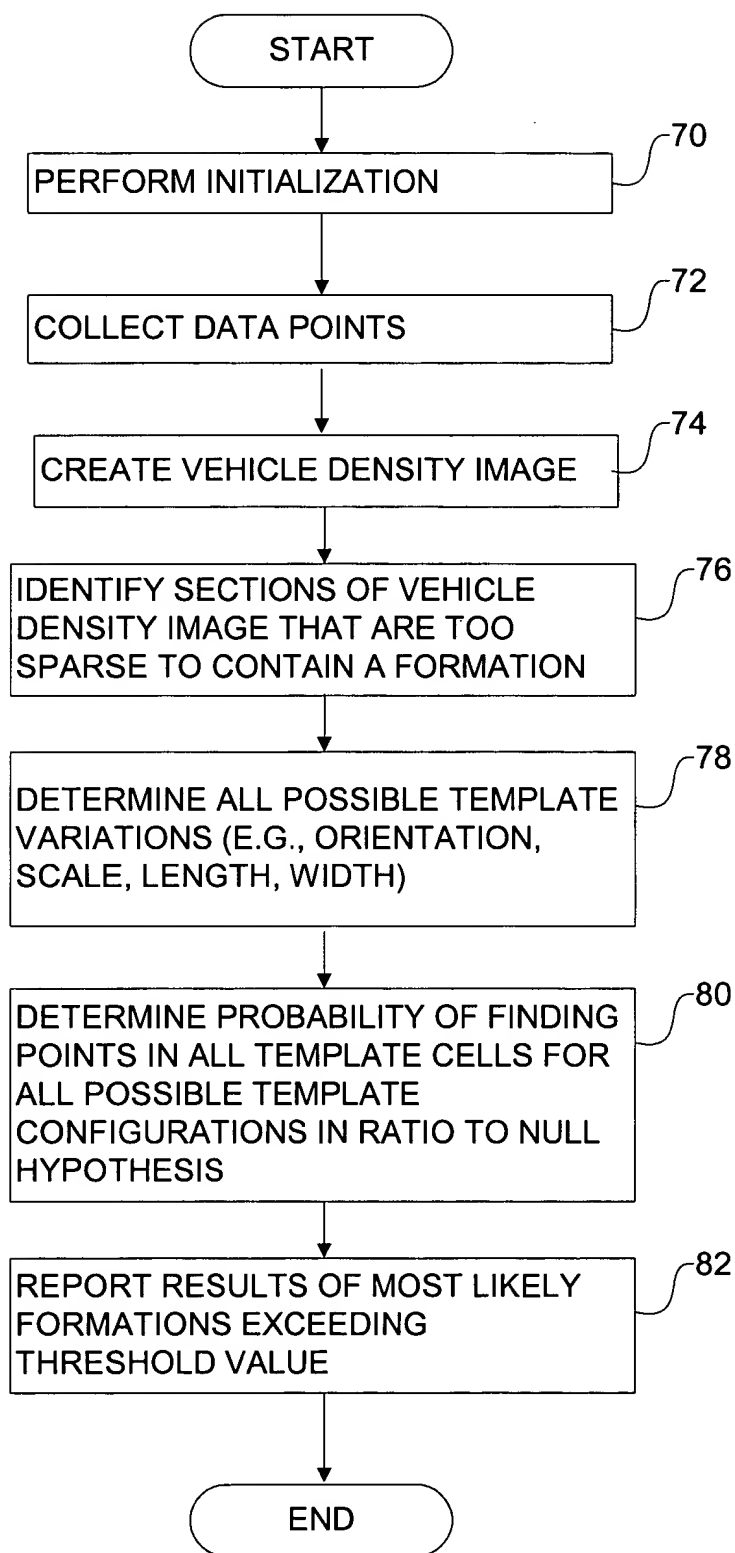 START
70
PERFORM INITIALIZATION
72
COLLECT DATA POINTS
74
CREATE VEHICLE DENSITY IMAGE
76
IDENTIFY SECTIONS OF VEHICLE
DENSITY IMAGE THAT ARE TOO
SPARSE TO CONTAIN A FORMATION
78
DETERMINE ALL POSSIBLE TEMPLATE
VARIATIONS (E.G., ORIENTATION,
SCALE, LENGTH, WIDTH)
80
DETERMINE PROBABILITY OF FINDING
POINTS IN ALL TEMPLATE CELLS FOR
ALL POSSIBLE TEMPLATE
CONFIGURATIONS IN RATIO TO NULL
HYPOTHESIS
82
REPORT RESULTS OF MOST LIKELY
FORMATIONS EXCEEDING
THRESHOLD VALUE
END